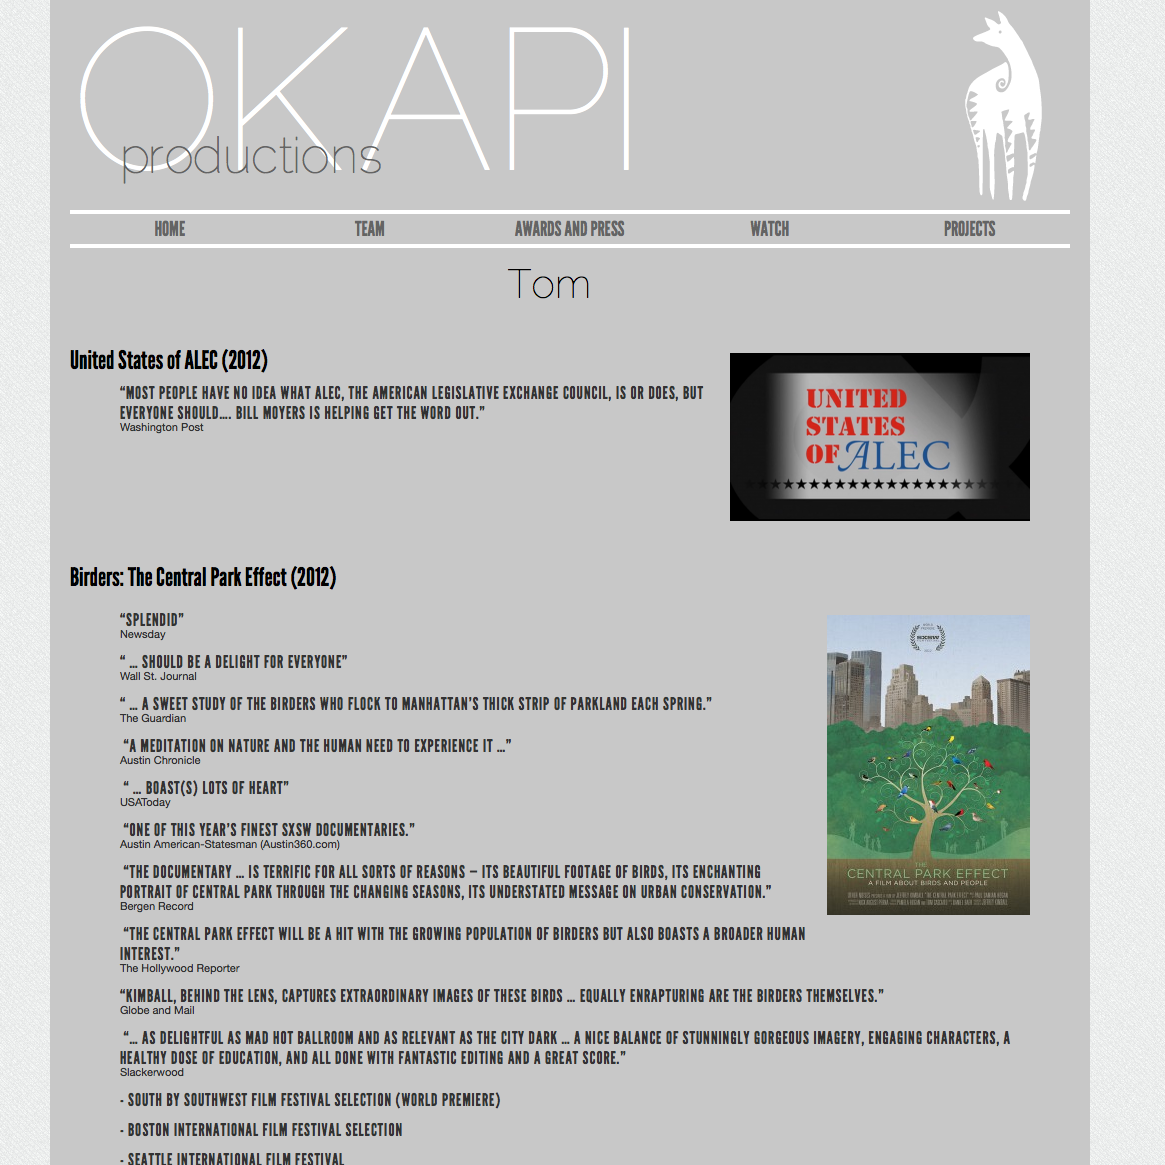 OKAPI
productions
HOME TEAM AWARDS AND PRESS WATCH PROJECTS
Tom
United States of ALEC (2012)
“MOST PEOPLE HAVE NO IDEA WHAT ALEC, THE AMERICAN LEGISLATIVE EXCHANGE COUNCIL, IS OR DOES, BUT
EVERYONE SHOULD…. BILL MOYERS IS HELPING GET THE WORD OUT.”
Washington Post
UNITED
STATES
OF ALEC
Birders: The Central Park Effect (2012)
“SPLENDID”
Newsday
“ … SHOULD BE A DELIGHT FOR EVERYONE”
Wall St. Journal
“ … A SWEET STUDY OF THE BIRDERS WHO FLOCK TO MANHATTAN’S THICK STRIP OF PARKLAND EACH SPRING.”
The Guardian
“A MEDITATION ON NATURE AND THE HUMAN NEED TO EXPERIENCE IT …”
Austin Chronicle
“ … BOAST(S) LOTS OF HEART”
USAToday
“ONE OF THIS YEAR’S FINEST SXSW DOCUMENTARIES.”
Austin American-Statesman (Austin360.com)
“THE DOCUMENTARY … IS TERRIFIC FOR ALL SORTS OF REASONS – ITS BEAUTIFUL FOOTAGE OF BIRDS, ITS ENCHANTING
PORTRAIT OF CENTRAL PARK THROUGH THE CHANGING SEASONS, ITS UNDERSTATED MESSAGE ON URBAN CONSERVATION.”
Bergen Record
SXSW
THE
CENTRAL PARK EFFECT
A FILM ABOUT BIRDS AND PEOPLE
“THE CENTRAL PARK EFFECT WILL BE A HIT WITH THE GROWING POPULATION OF BIRDERS BUT ALSO BOASTS A BROADER HUMAN
INTEREST.”
The Hollywood Reporter
“KIMBALL, BEHIND THE LENS, CAPTURES EXTRAORDINARY IMAGES OF THESE BIRDS … EQUALLY ENRAPTURING ARE THE BIRDERS THEMSELVES.”
Globe and Mail
“… AS DELIGHTFUL AS MAD HOT BALLROOM AND AS RELEVANT AS THE CITY DARK … A NICE BALANCE OF STUNNINGLY GORGEOUS IMAGERY, ENGAGING CHARACTERS, A
HEALTHY DOSE OF EDUCATION, AND ALL DONE WITH FANTASTIC EDITING AND A GREAT SCORE.”
Slackerwood
- SOUTH BY SOUTHWEST FILM FESTIVAL SELECTION (WORLD PREMIERE)
- BOSTON INTERNATIONAL FILM FESTIVAL SELECTION
- SEATTLE INTERNATIONAL FILM FESTIVAL